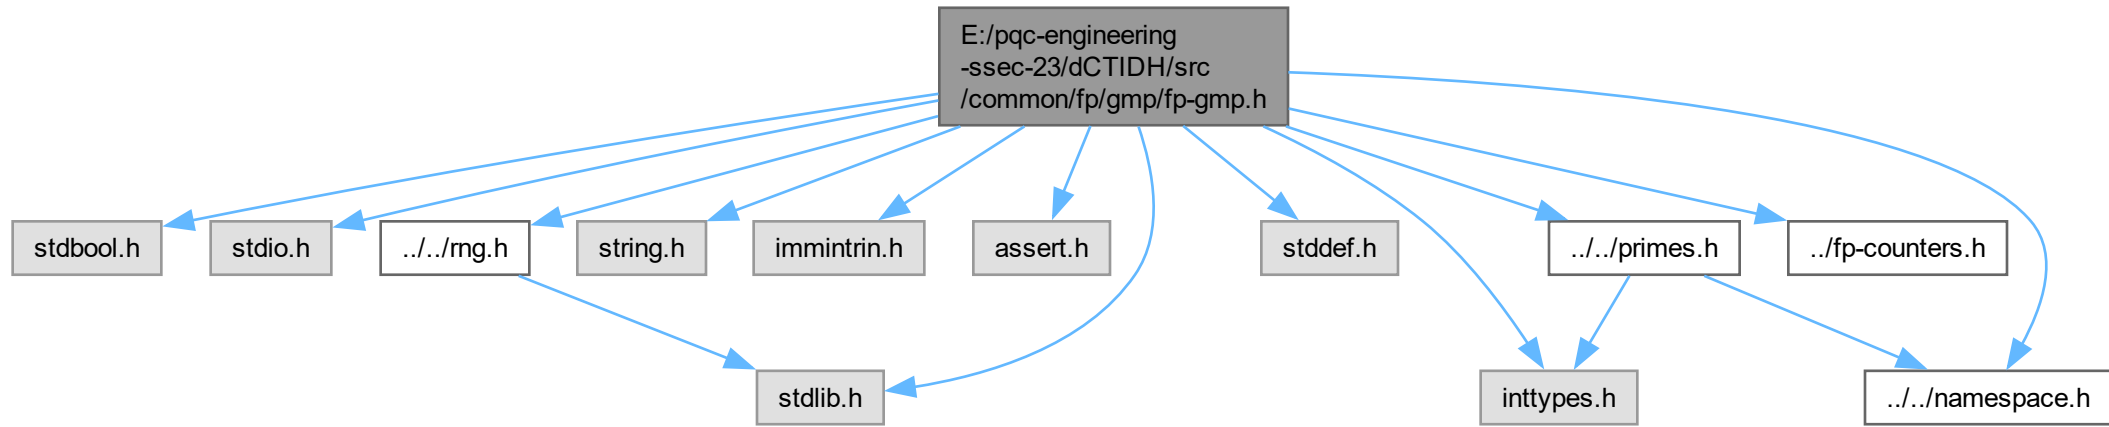 E:/pqc-engineering
-ssec-23/dCTIDH/src
/common/fp/gmp/fp-gmp.h
stdbool.h
stdio.h
../../rng.h
string.h
immintrin.h
assert.h
stddef.h
../../primes.h
../fp-counters.h
stdlib.h
inttypes.h
../../namespace.h